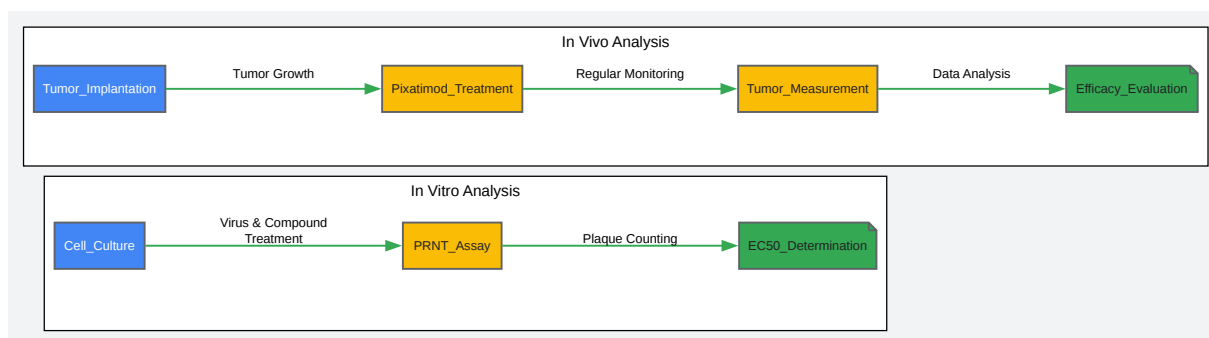 In Vivo Analysis
Tumor Growth
Regular Monitoring
Data Analysis
Tumor_Implantation
Pixatimod_Treatment
Tumor_Measurement
Efficacy_Evaluation
In Vitro Analysis
Virus & Compound
Treatment
Plaque Counting
Cell_Culture
PRNT_Assay
EC50_Determination